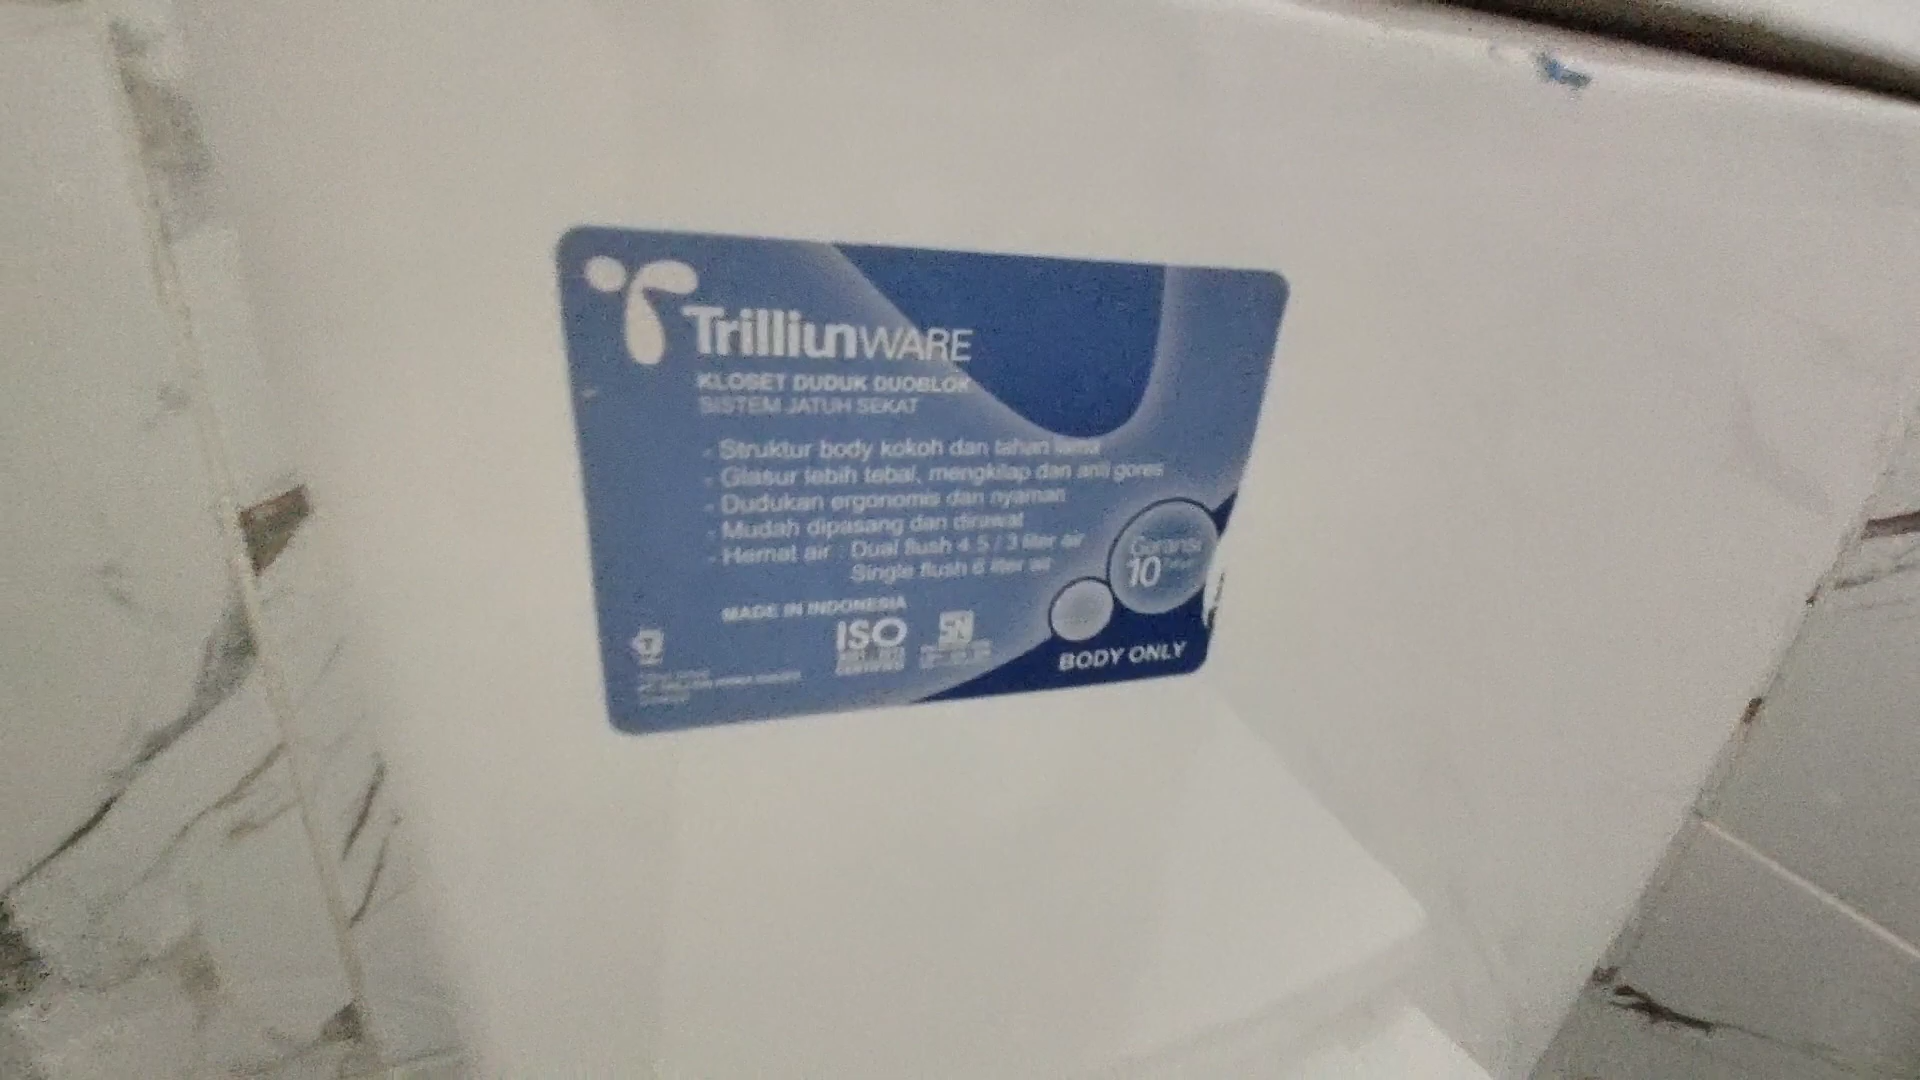 TrilliunWARE
KLOSET DUDUK DUOBLOK
SISTEM JATUH SEKAT
- Struktur body kokoh dan tahan lama
- Glasur lebih tebal, mengkilap dan anti gores
- Dudukan ergonomis dan nyaman
- Mudah dipasang dan dirawat
- Hemat air : Dual flush 4.5 / 3 liter air
Single flush 6 liter air
Garansi
10
MADE IN INDONESIA
ISO
SNI
BODY ONLY